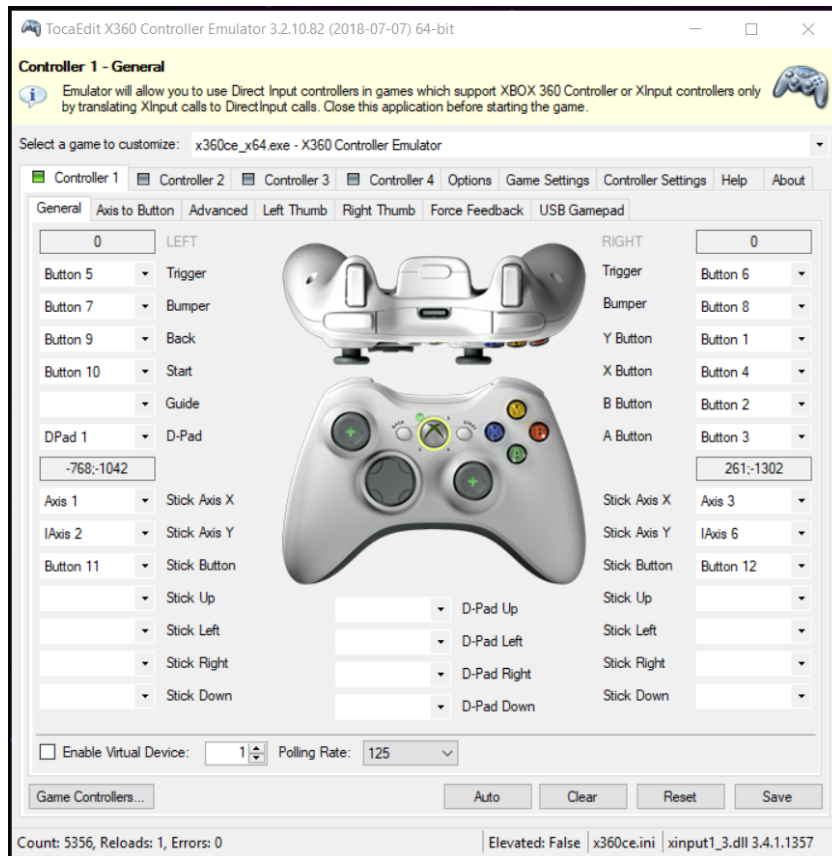 TocaEdit X360 Controller Emulator 3.2.10.82 (2018-07-07) 64-bit
Controller 1 - General
Emulator will allow you to use Direct Input controllers in games which support XBOX 360 Controller or XInput controllers only
by translating XInput calls to DirectInput calls. Close this application before starting the game.
Select a game to customize: x360ce_x64.exe - X360 Controller Emulator
Controller 1 Controller 2 Controller 3 Controller 4 Options Game Settings Controller Settings Help About
General Axis to Button Advanced Left Thumb Right Thumb Force Feedback USB Gamepad
0 LEFT RIGHT 0
Button 5 Trigger Trigger Button 6
Button 7 Bumper Bumper Button 8
Button 9 Back Y Button Button 1
Button 10 Start X Button Button 4
Guide B Button Button 2
DPad 1 D-Pad A Button Button 3
BACK START
Y
X B
A
-768;-1042 261;-1302
Axis 1 Stick Axis X Stick Axis X Axis 3
IAxis 2 Stick Axis Y Stick Axis Y IAxis 6
Button 11 Stick Button Stick Button Button 12
Stick Up D-Pad Up Stick Up
Stick Left D-Pad Left Stick Left
Stick Right D-Pad Right Stick Right
Stick Down D-Pad Down Stick Down
Enable Virtual Device: 1 Polling Rate: 125
Game Controllers... Auto Clear Reset Save
Count: 5356, Reloads: 1, Errors: 0 Elevated: False x360ce.ini xinput1_3.dll 3.4.1.1357